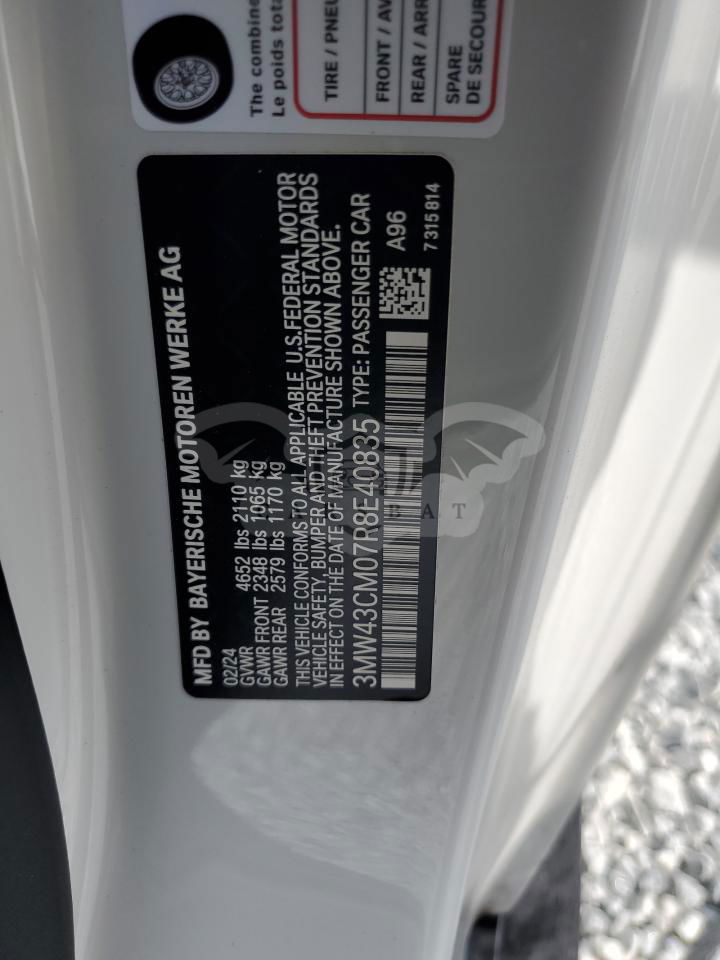 The combine
Le poids tota
TIRE / PNEU
FRONT / AV
REAR / ARR
SPARE
DE SECOUR
MFD BY BAYERISCHE MOTOREN WERKE AG
02/24
GVWR 4652 lbs 2110 kg
GAWR FRONT 2348 lbs 1065 kg
GAWR REAR 2579 lbs 1170 kg
THIS VEHICLE CONFORMS TO ALL APPLICABLE U.S.FEDERAL MOTOR
VEHICLE SAFETY, BUMPER AND THEFT PREVENTION STANDARDS
IN EFFECT ON THE DATE OF MANUFACTURE SHOWN ABOVE.
3MW43CM07R8E40835 TYPE: PASSENGER CAR
A96
7 315 814